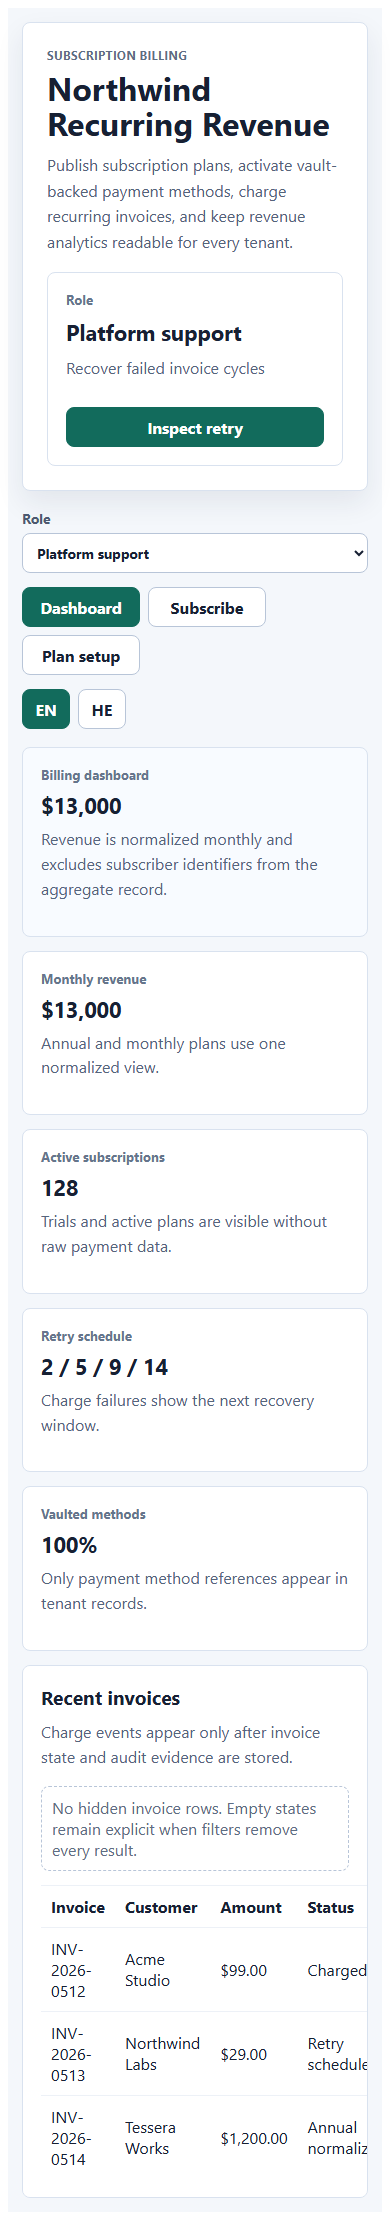 SUBSCRIPTION BILLING
Northwind
Recurring Revenue
Publish subscription plans, activate vault-
backed payment methods, charge
recurring invoices, and keep revenue
analytics readable for every tenant.
Role
Platform support
Recover failed invoice cycles
Inspect retry
Role
Platform support
Dashboard
Subscribe
Plan setup
EN
HE
Billing dashboard
$13,000
Revenue is normalized monthly and
excludes subscriber identifiers from the
aggregate record.
Monthly revenue
$13,000
Annual and monthly plans use one
normalized view.
Active subscriptions
128
Trials and active plans are visible without
raw payment data.
Retry schedule
2 / 5 / 9 / 14
Charge failures show the next recovery
window.
Vaulted methods
100%
Only payment method references appear in
tenant records.
Recent invoices
Charge events appear only after invoice
state and audit evidence are stored.
No hidden invoice rows. Empty states
remain explicit when filters remove
every result.
Invoice Customer Amount Status
INV-2026-0512 Acme Studio $99.00 Charged
INV-2026-0513 Northwind Labs $29.00 Retry schedule
INV-2026-0514 Tessera Works $1,200.00 Annual normaliz